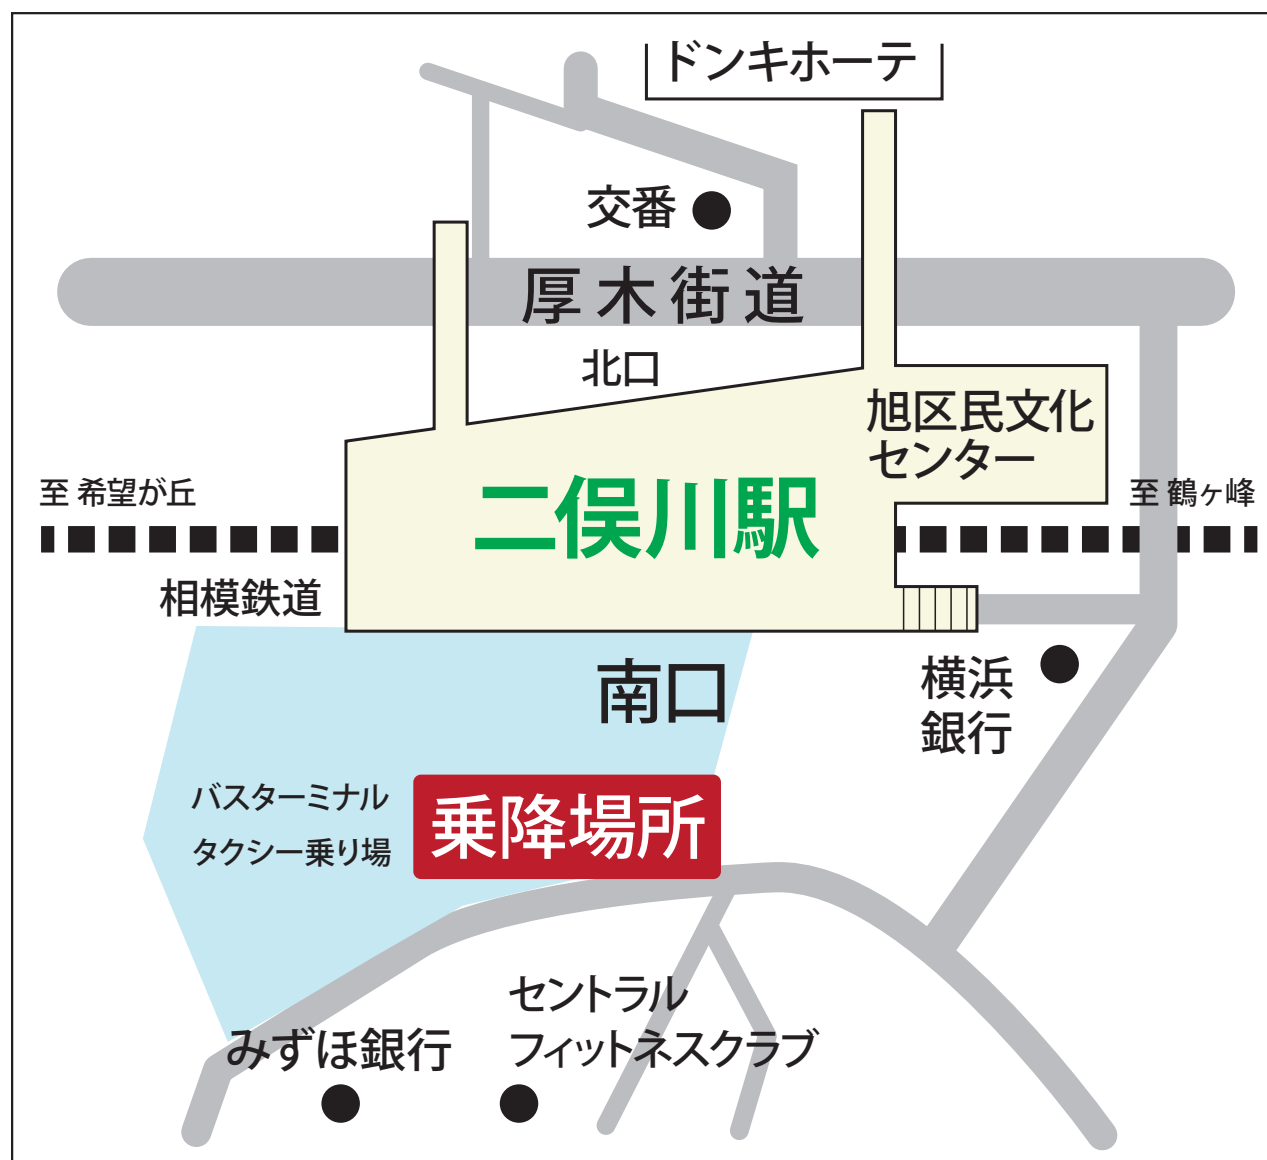 ドンキホーテ
交番
厚木街道
北口
旭区民文化
センター
至 希望が丘
二俣川駅
至 鶴ヶ峰
相模鉄道
南口
横浜
銀行
バスターミナル
タクシー乗り場
乗降場所
セントラル
フィットネスクラブ
みずほ銀行